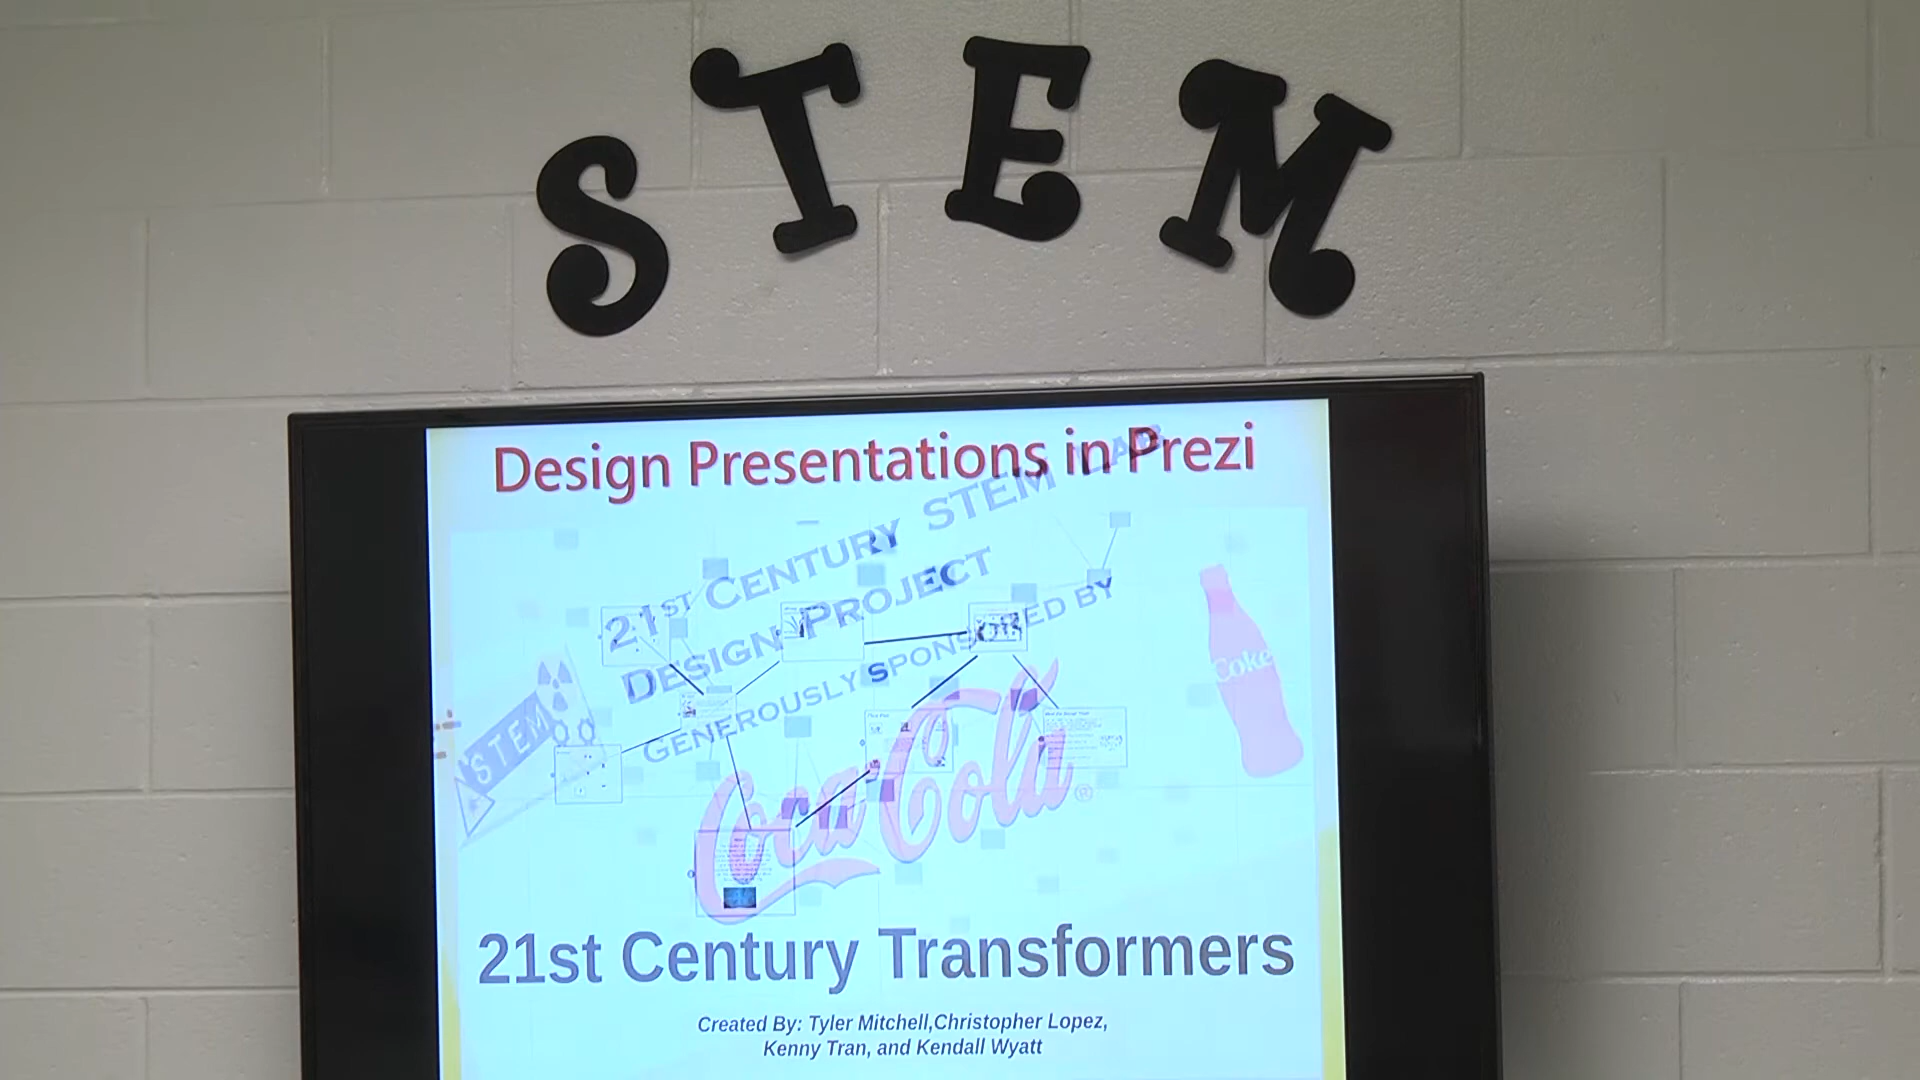 STEM
Design Presentations in Prezi
21st Century STEM LAB
Design Project
Generously Sponsored by
Coca-Cola®
Coke
STEM
21st Century Transformers
Created By: Tyler Mitchell,Christopher Lopez,
Kenny Tran, and Kendall Wyatt